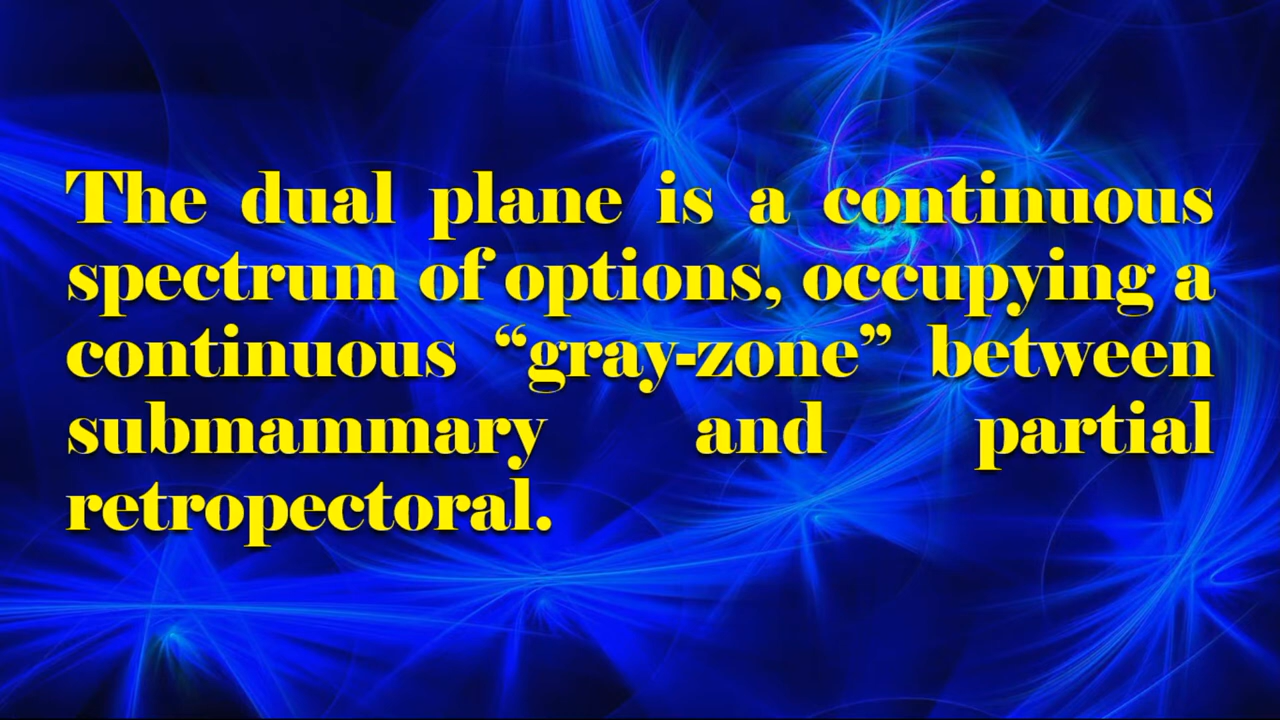 The dual plane is a continuous
spectrum of options, occupying a
continuous “gray-zone” between
submammary and partial
retropectoral.